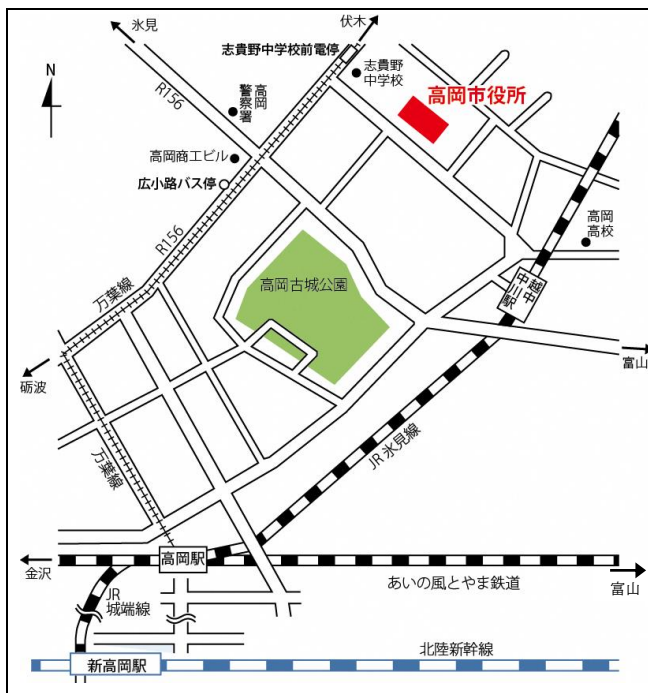 氷見
伏木
志貴野中学校前電停
志貴野
中学校
N
R156
高岡
警察署
高岡市役所
高岡商工ビル
広小路バス停
R156
高岡
高校
万葉線
高岡古城公園
越中
中川駅
富山
砺波
万葉線
JR 氷見線
高岡駅
金沢
あいの風とやま鉄道
富山
JR
城端線
北陸新幹線
新高岡駅